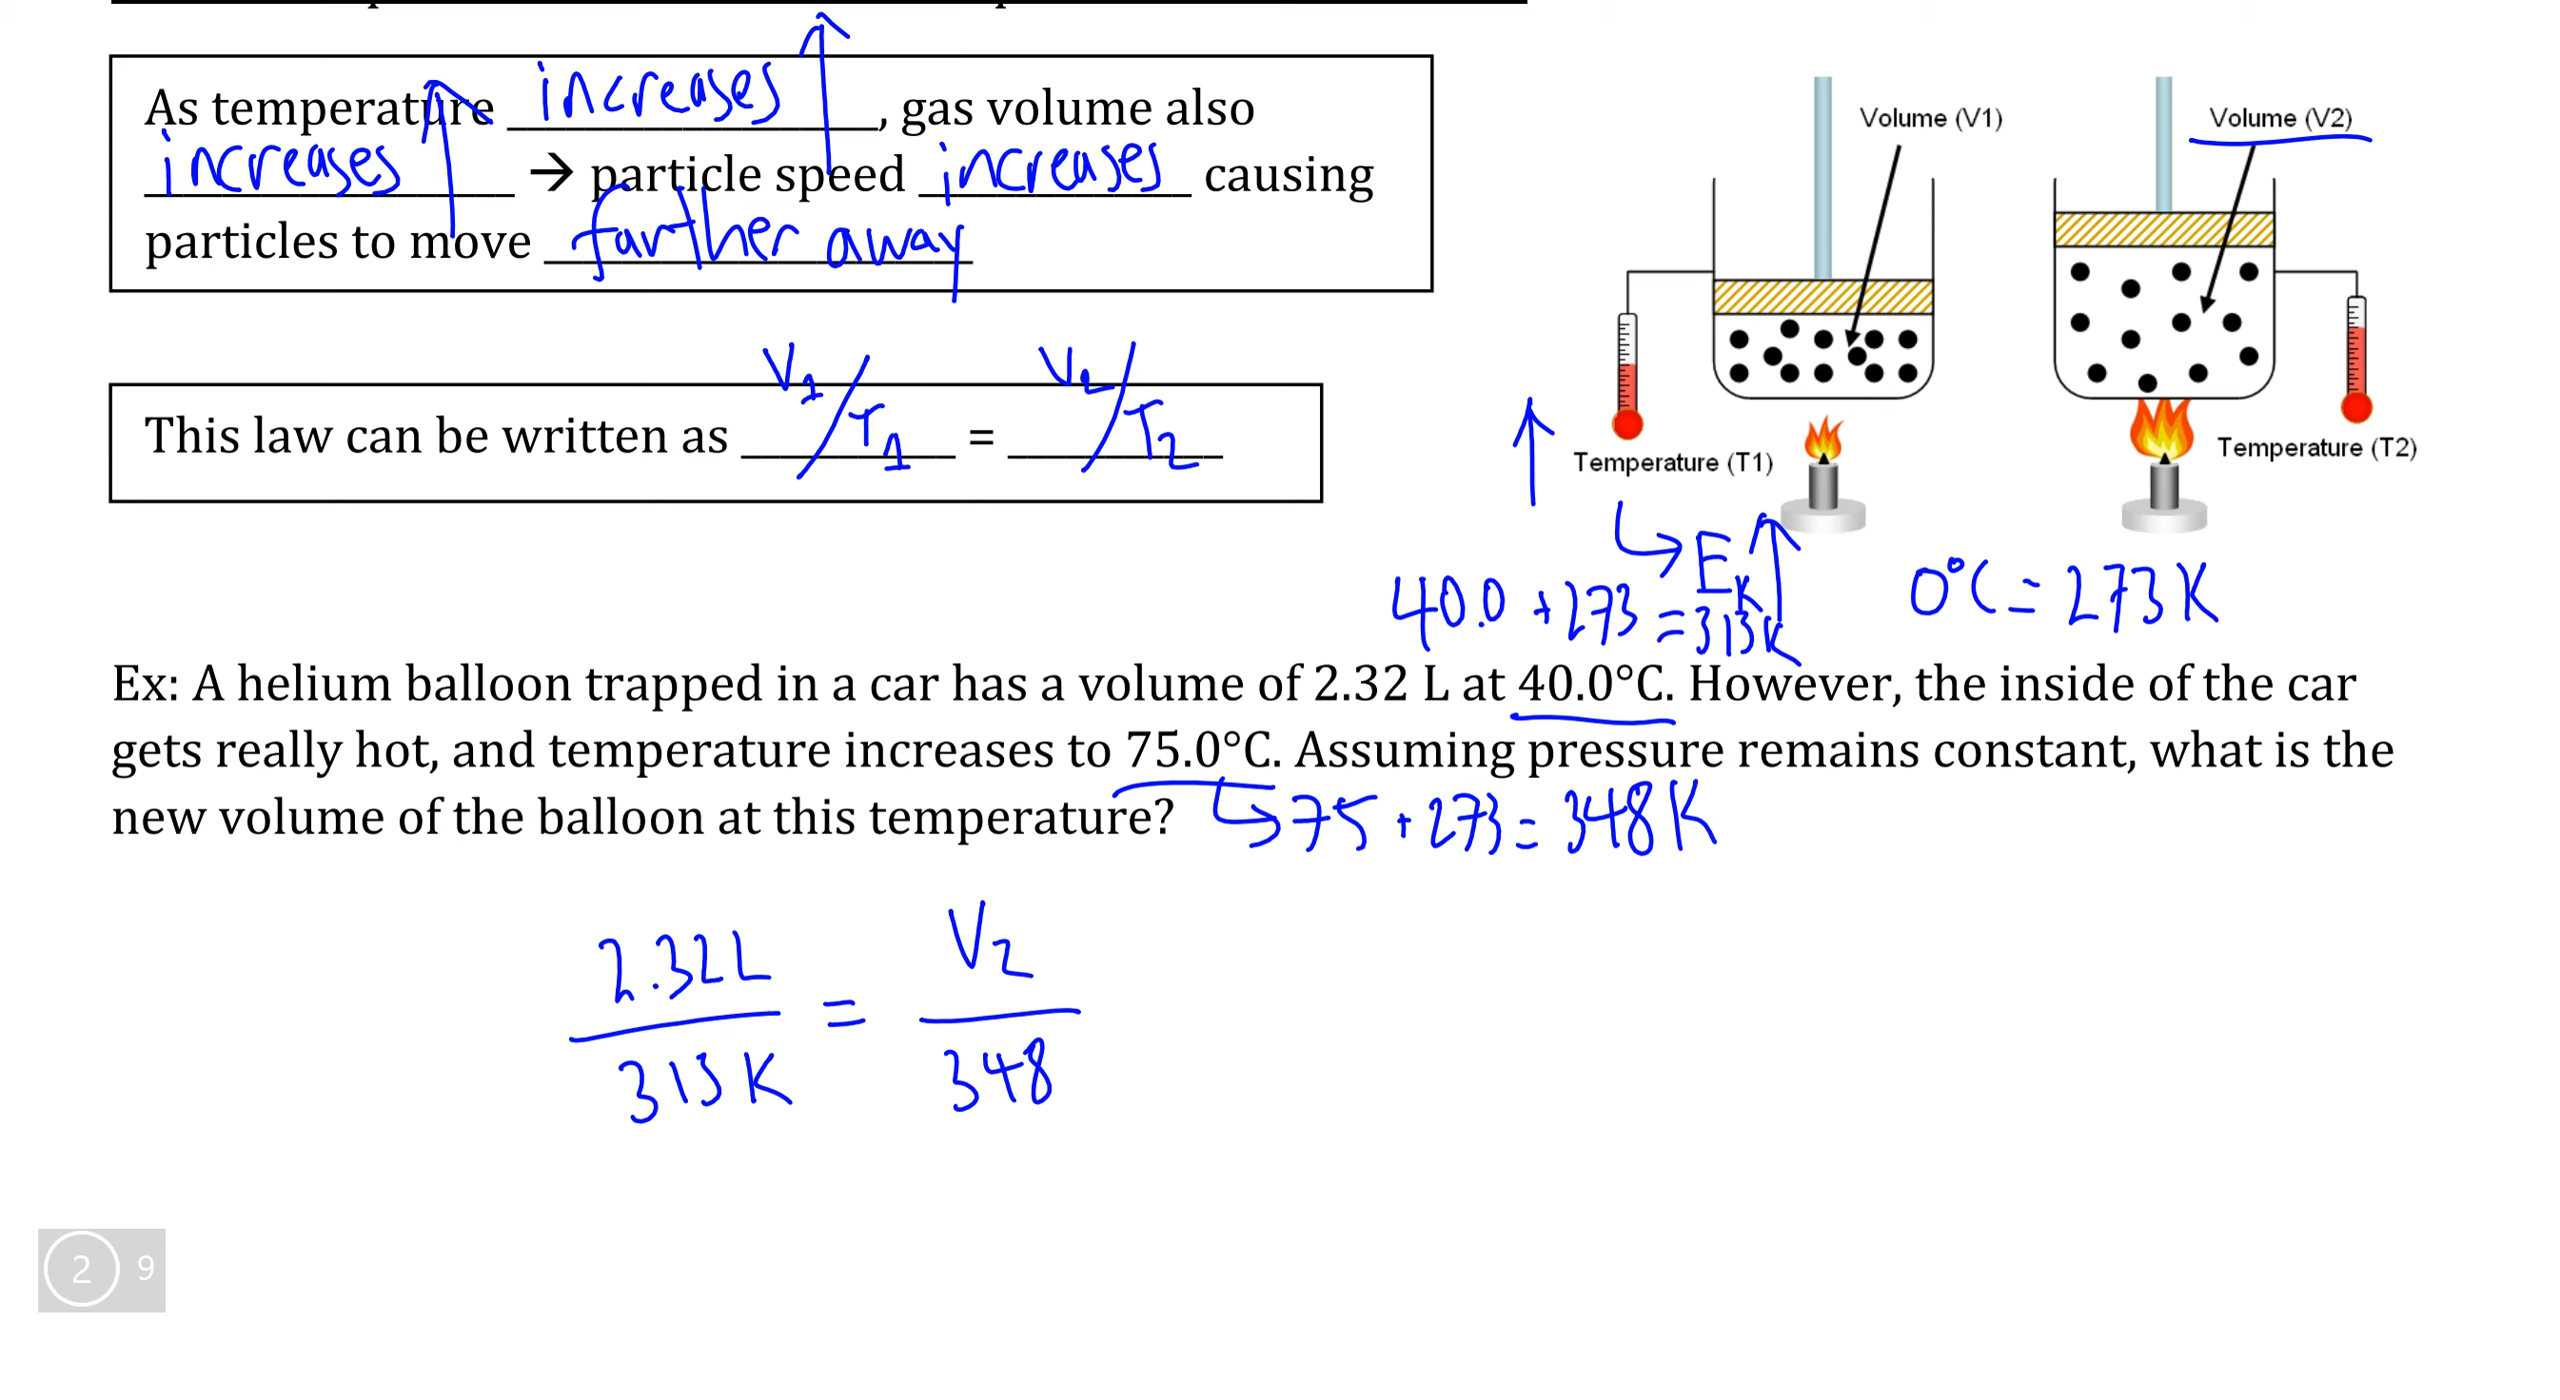 As temperature increases, gas volume also
increases → particle speed increases causing
particles to move farther away
This law can be written as V1/T1 = V2/T2
Volume (V1)
Volume (V2)
Temperature (T1)
Temperature (T2)
EK
40.0 + 273 = 313K
0°C = 273K
Ex: A helium balloon trapped in a car has a volume of 2.32 L at 40.0°C. However, the inside of the car
gets really hot, and temperature increases to 75.0°C. Assuming pressure remains constant, what is the
new volume of the balloon at this temperature?
75 + 273 = 348K
2.32L / 313K = V2 / 348
2 9